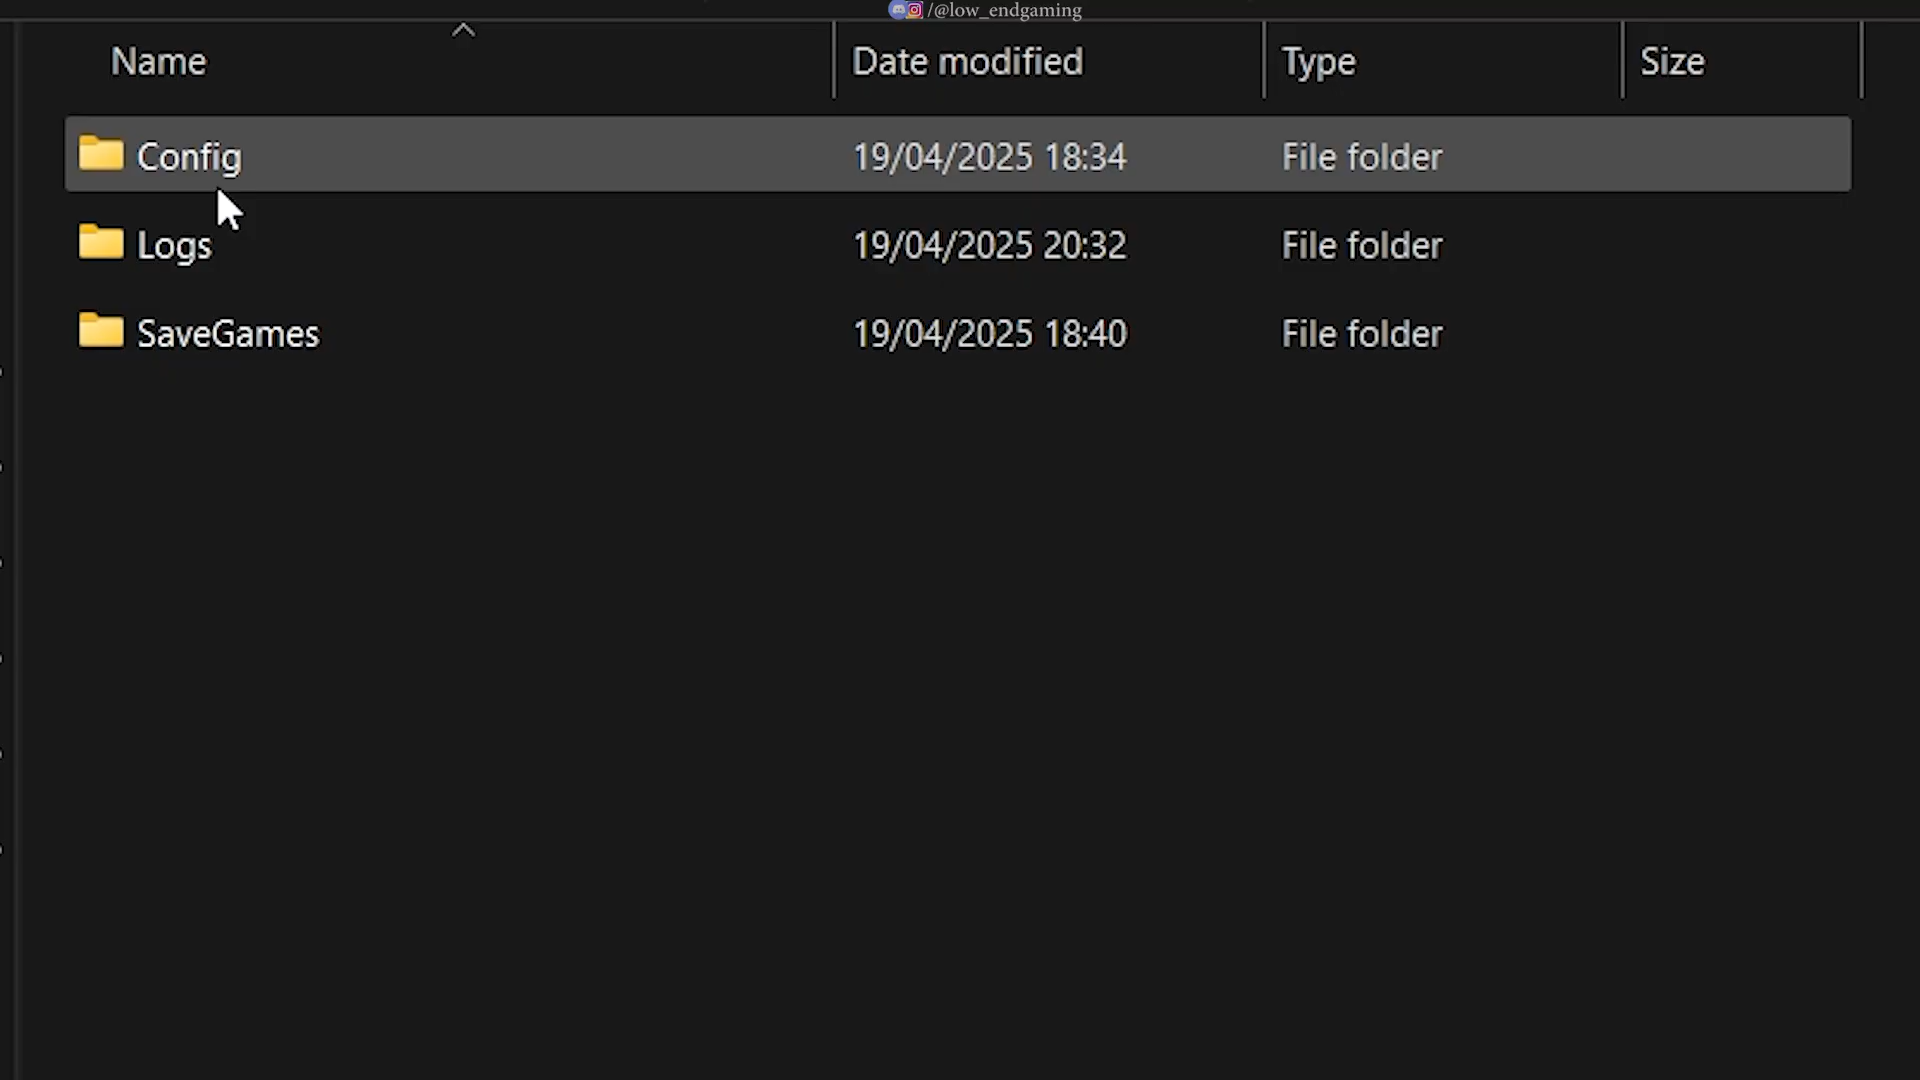 /@low_endgaming
Name Date modified Type Size
Config 19/04/2025 18:34 File folder
Logs 19/04/2025 20:32 File folder
SaveGames 19/04/2025 18:40 File folder